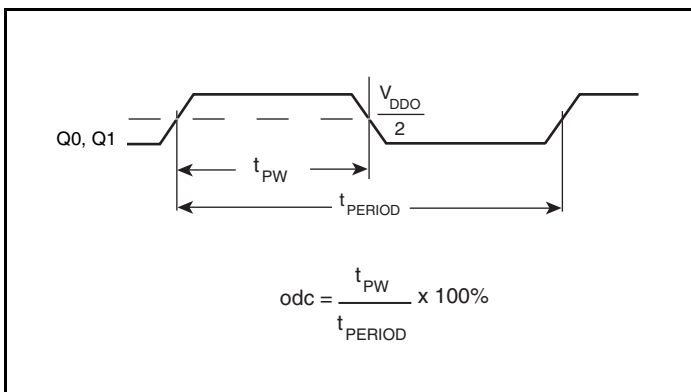 V_DDO
2
Q0, Q1
t_PW
t_PERIOD
odc = t_PW / t_PERIOD x 100%